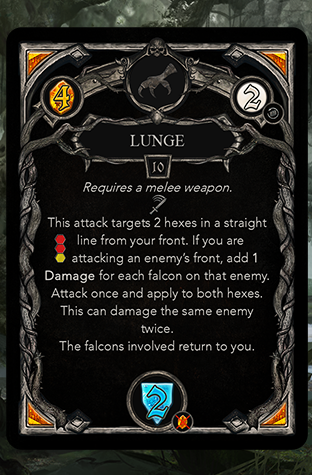 4
2
LUNGE
10
Requires a melee weapon.
This attack targets 2 hexes in a straight
line from your front. If you are
attacking an enemy's front, add 1
Damage for each falcon on that enemy.
Attack once and apply to both hexes.
This can damage the same enemy
twice.
The falcons involved return to you.
2